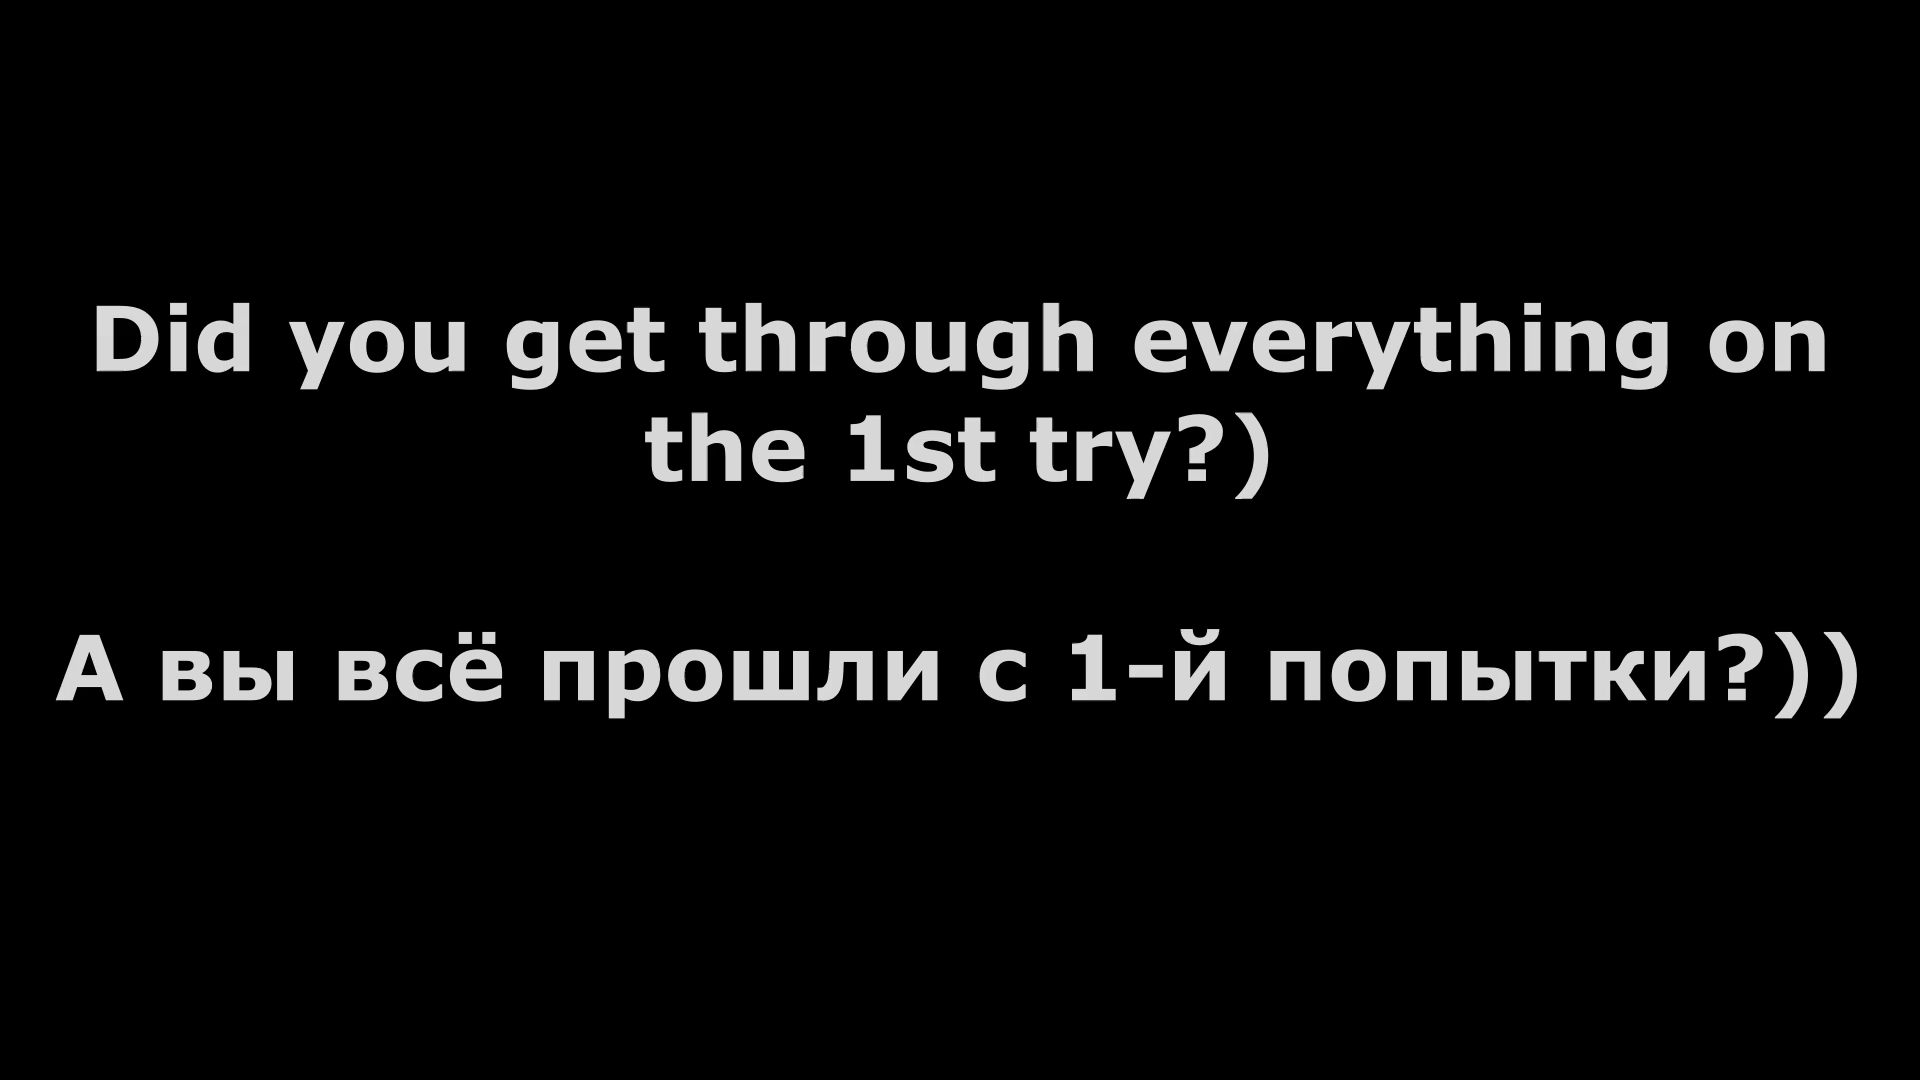 Did you get through everything on
the 1st try?)
А вы всё прошли с 1-й попытки?))